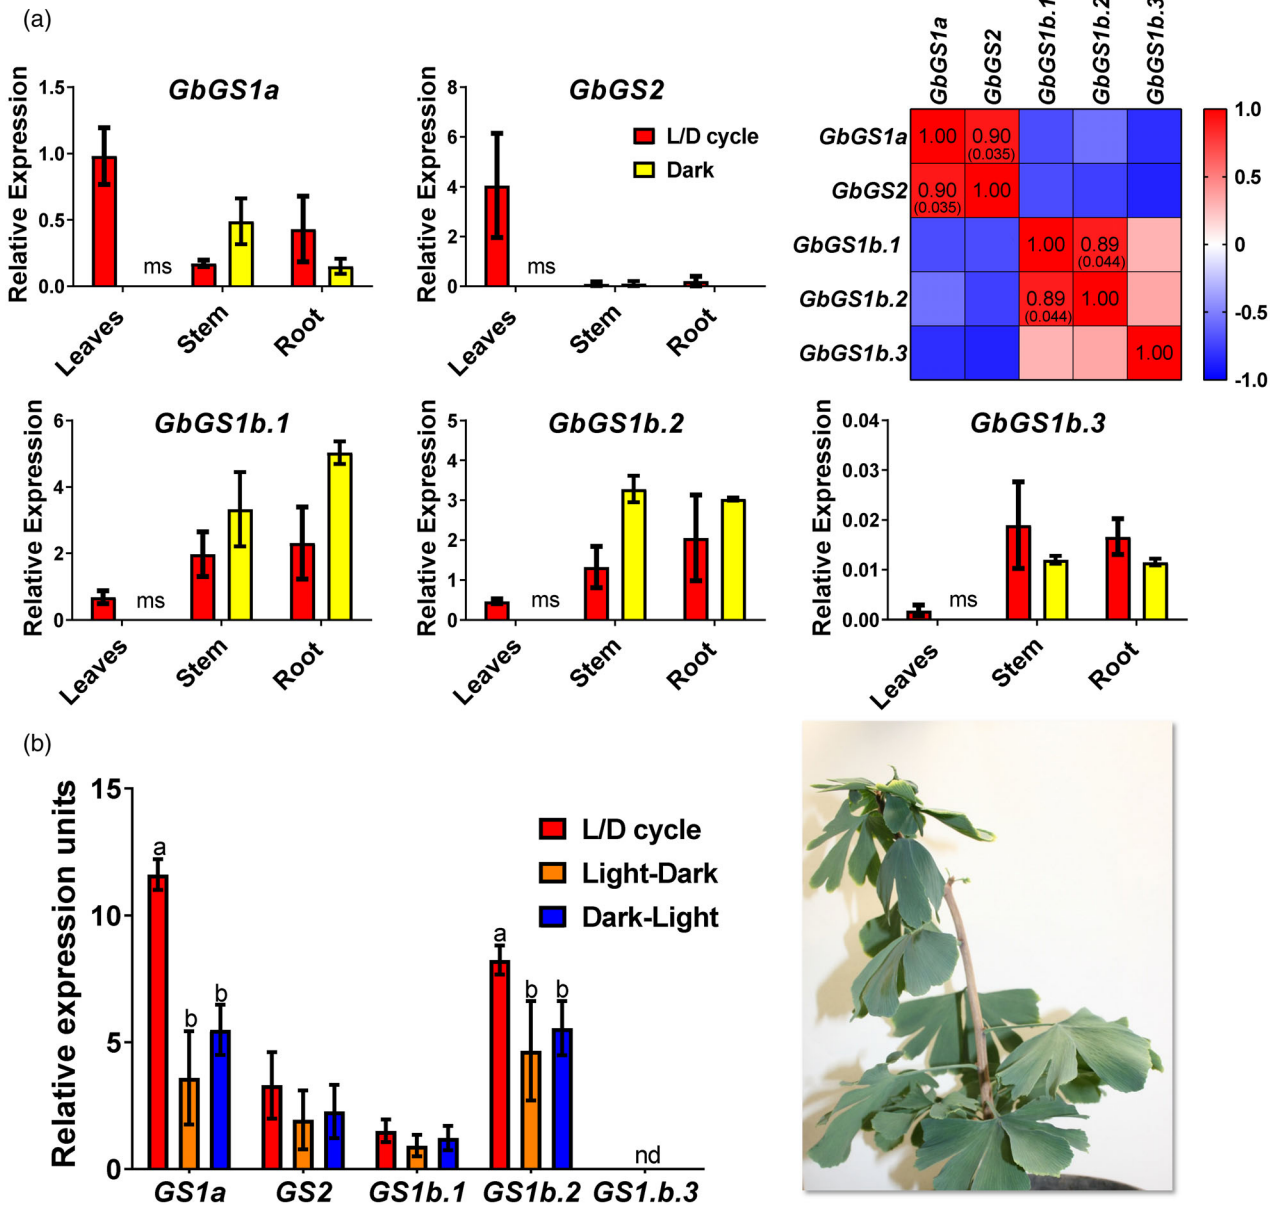 (a)
GbGS1a
Relative Expression
1.5
1.0
0.5
0.0
ms
Leaves
Stem
Root
GbGS2
Relative Expression
8
6
4
2
0
L/D cycle
Dark
ms
Leaves
Stem
Root
GbGS1a
GbGS2
GbGS1b.1
GbGS1b.2
GbGS1b.3
GbGS1a
1.00
0.90
(0.035)
GbGS2
0.90
(0.035)
1.00
GbGS1b.1
1.00
0.89
(0.044)
GbGS1b.2
0.89
(0.044)
1.00
GbGS1b.3
1.00
1.0
0.5
0
-0.5
-1.0
GbGS1b.1
Relative Expression
6
4
2
0
ms
Leaves
Stem
Root
GbGS1b.2
Relative Expression
5
4
3
2
1
0
ms
Leaves
Stem
Root
GbGS1b.3
Relative Expression
0.04
0.03
0.02
0.01
0.00
ms
Leaves
Stem
Root
(b)
Relative expression units
15
10
5
0
L/D cycle
Light-Dark
Dark-Light
a
b
b
a
b
b
nd
GS1a
GS2
GS1b.1
GS1b.2
GS1.b.3